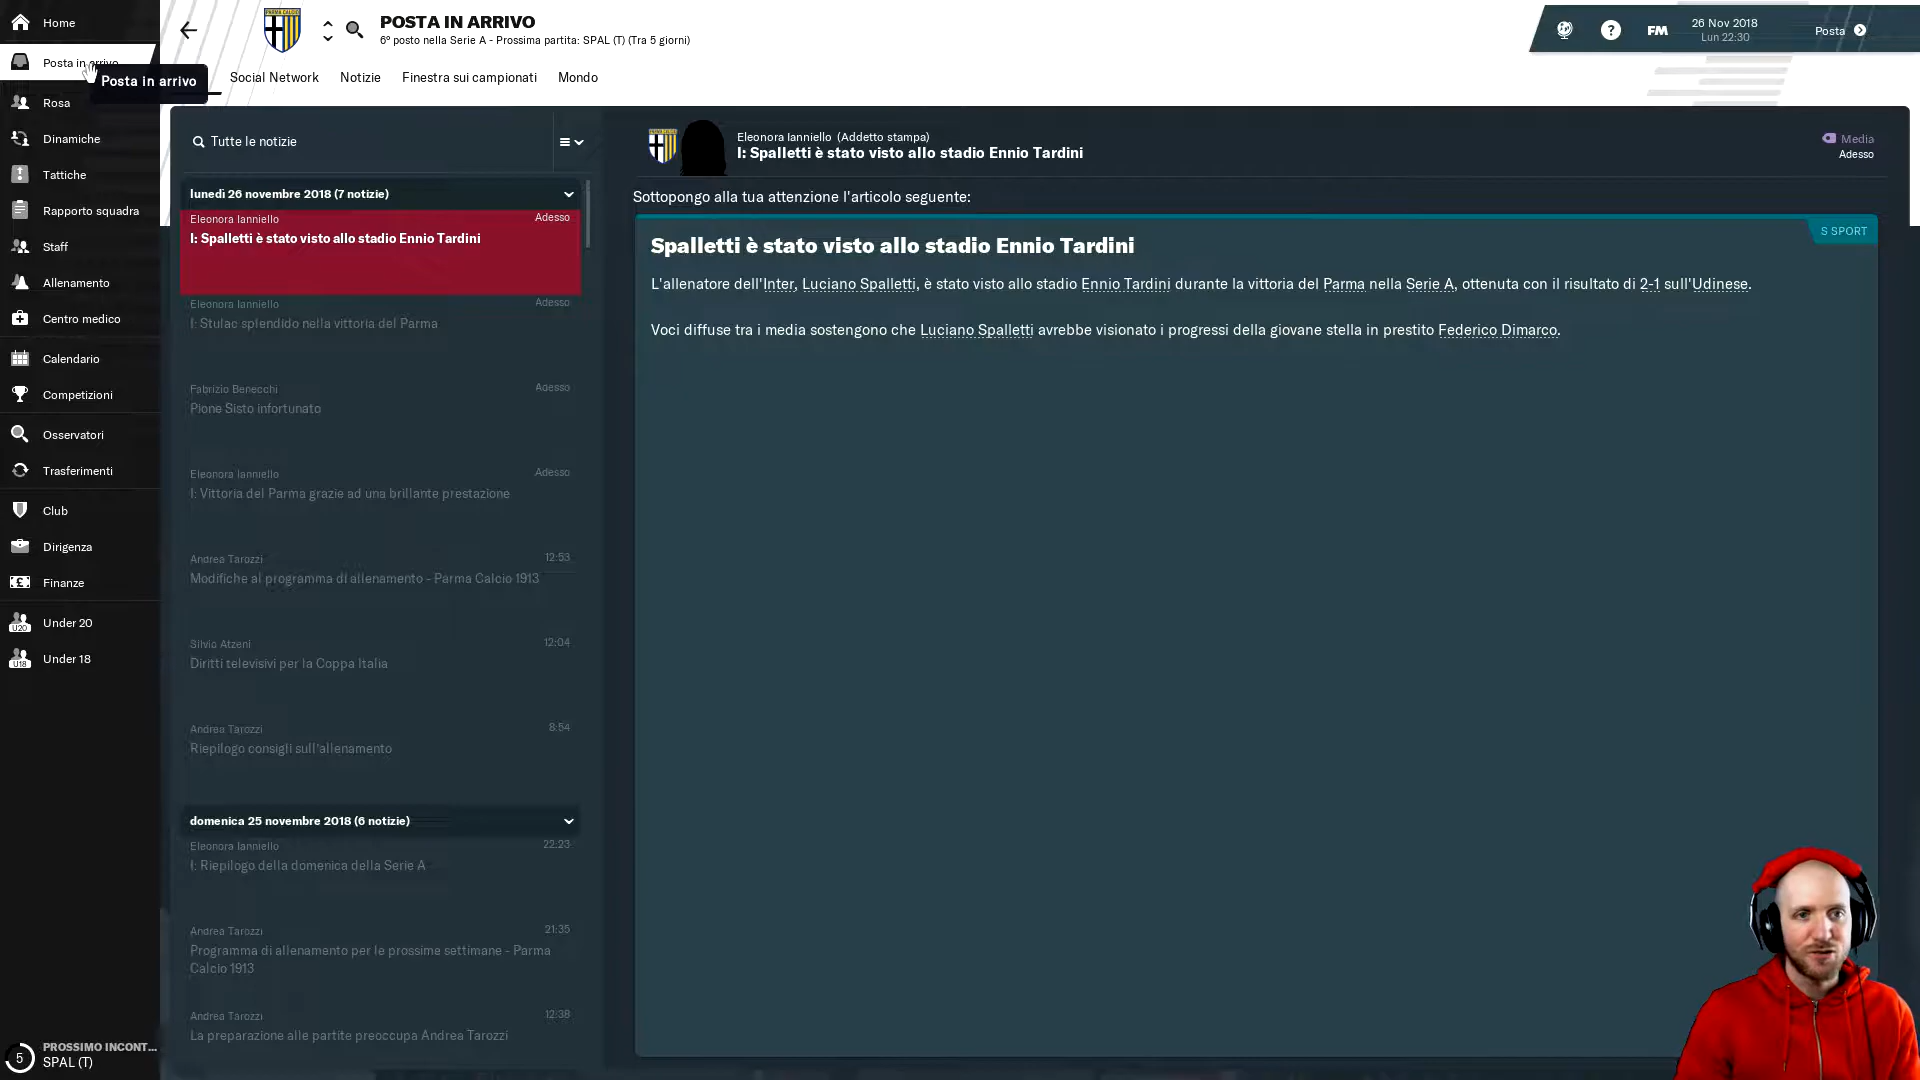 Home
Posta in arrivo
Posta in arrivo
Rosa
Dinamiche
Tattiche
Rapporto squadra
Staff
Allenamento
Centro medico
Calendario
Competizioni
Osservatori
Trasferimenti
Club
Dirigenza
Finanze
U20
Under 20
U18
Under 18
5
PROSSIMO INCONT...
SPAL (T)
POSTA IN ARRIVO
6º posto nella Serie A - Prossima partita: SPAL (T) (Tra 5 giorni)
Social Network
Notizie
Finestra sui campionati
Mondo
?
FM
26 Nov 2018
Lun 22:30
Posta
Tutte le notizie
lunedì 26 novembre 2018 (7 notizie)
Eleonora Ianniello
Adesso
I: Spalletti è stato visto allo stadio Ennio Tardini
Eleonora Ianniello
Adesso
I: Stulac splendido nella vittoria del Parma
Fabrizio Benecchi
Adesso
Pione Sisto infortunato
Eleonora Ianniello
Adesso
I: Vittoria del Parma grazie ad una brillante prestazione
Andrea Tarozzi
12:53
Modifiche al programma di allenamento - Parma Calcio 1913
Silvio Atzeni
12:04
Diritti televisivi per la Coppa Italia
Andrea Tarozzi
8:54
Riepilogo consigli sull'allenamento
domenica 25 novembre 2018 (6 notizie)
Eleonora Ianniello
22:23
I: Riepilogo della domenica della Serie A
Andrea Tarozzi
21:35
Programma di allenamento per le prossime settimane - Parma
Calcio 1913
Andrea Tarozzi
12:38
La preparazione alle partite preoccupa Andrea Tarozzi
Eleonora Ianniello (Addetto stampa)
I: Spalletti è stato visto allo stadio Ennio Tardini
Media
Adesso
Sottopongo alla tua attenzione l'articolo seguente:
S SPORT
Spalletti è stato visto allo stadio Ennio Tardini
L'allenatore dell'Inter, Luciano Spalletti, è stato visto allo stadio Ennio Tardini durante la vittoria del Parma nella Serie A, ottenuta con il risultato di 2-1 sull'Udinese.
Voci diffuse tra i media sostengono che Luciano Spalletti avrebbe visionato i progressi della giovane stella in prestito Federico Dimarco.